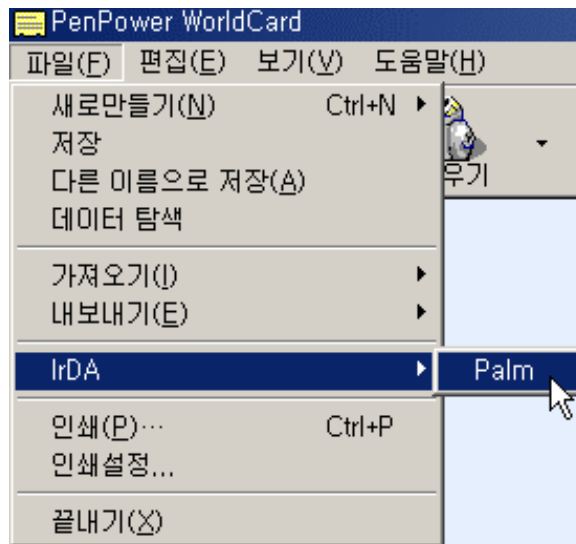 PenPower WorldCard
파일(F) 편집(E) 보기(V) 도움말(H)
새로만들기(N) Ctrl+N
저장
다른 이름으로 저장(A)
데이터 탐색
우기
가져오기(I)
내보내기(E)
IrDA
Palm
인쇄(P)⋯ Ctrl+P
인쇄설정...
끝내기(X)